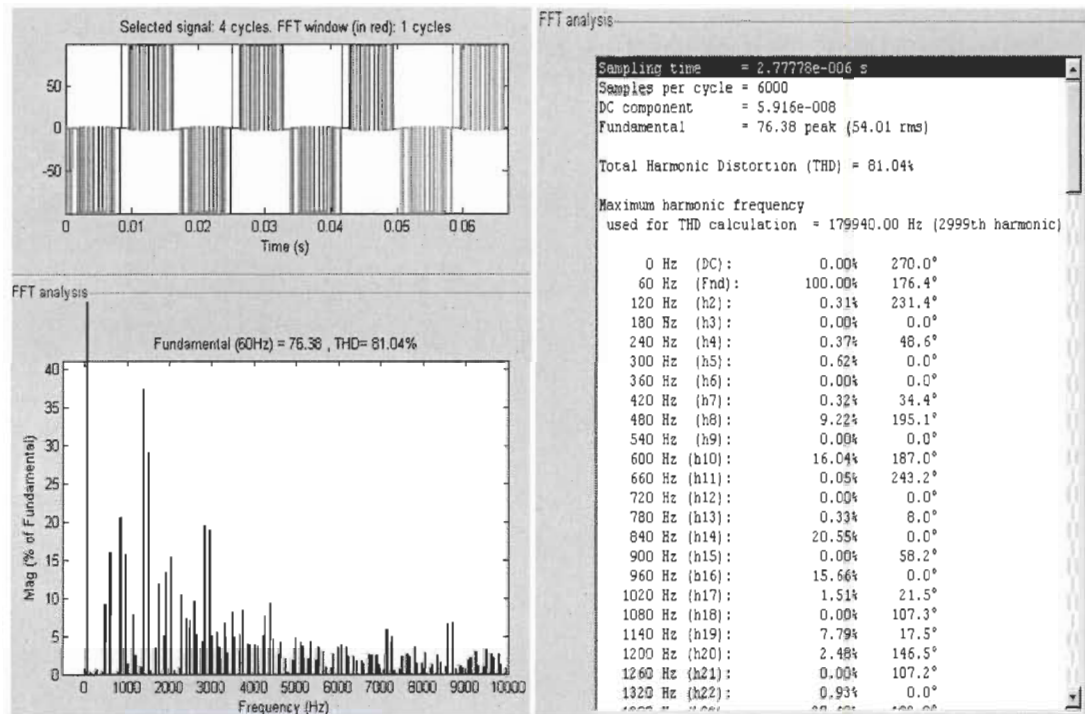 Selected signal: 4 cycles. FFT window (in red): 1 cycles
50
0
-50
0 0.01 0.02 0.03 0.04 0.05 0.06
Time (s)
FFT analysis
Fundamental (60Hz) = 76.38 , THD= 81.04%
Mag (% of Fundamental)
40
35
30
25
20
15
10
5
0
0 1000 2000 3000 4000 5000 6000 7000 8000 9000 10000
Frequency (Hz)
FFT analysis
Sampling time = 2.77778e-006 s
Samples per cycle = 6000
DC component = 5.916e-008
Fundamental = 76.38 peak (54.01 rms)
Total Harmonic Distortion (THD) = 81.04%
Maximum harmonic frequency
used for THD calculation = 179940.00 Hz (2999th harmonic)
0 Hz (DC): 0.00% 270.0°
60 Hz (Fnd): 100.00% 176.4°
120 Hz (h2): 0.31% 231.4°
180 Hz (h3): 0.00% 0.0°
240 Hz (h4): 0.37% 48.6°
300 Hz (h5): 0.62% 0.0°
360 Hz (h6): 0.00% 0.0°
420 Hz (h7): 0.32% 34.4°
480 Hz (h8): 9.22% 195.1°
540 Hz (h9): 0.00% 0.0°
600 Hz (h10): 16.04% 187.0°
660 Hz (h11): 0.05% 243.2°
720 Hz (h12): 0.00% 0.0°
780 Hz (h13): 0.33% 8.0°
840 Hz (h14): 20.55% 0.0°
900 Hz (h15): 0.00% 58.2°
960 Hz (h16): 15.66% 0.0°
1020 Hz (h17): 1.51% 21.5°
1080 Hz (h18): 0.00% 107.3°
1140 Hz (h19): 7.79% 17.5°
1200 Hz (h20): 2.48% 146.5°
1260 Hz (h21): 0.00% 107.2°
1320 Hz (h22): 0.93% 0.0°